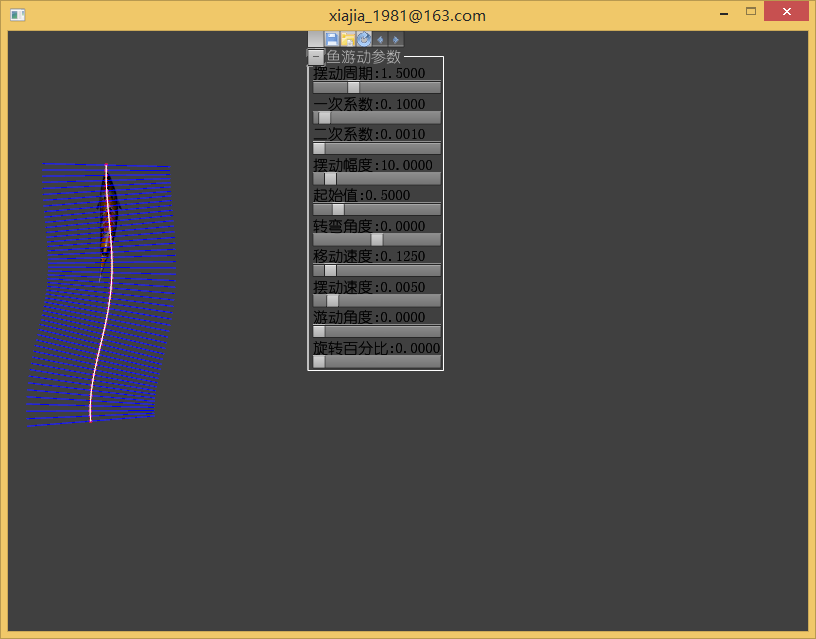 xiajia_1981@163.com
鱼游动参数
摆动周期:1.5000
一次系数:0.1000
二次系数:0.0010
摆动幅度:10.0000
起始值:0.5000
转弯角度:0.0000
移动速度:0.1250
摆动速度:0.0050
游动角度:0.0000
旋转百分比:0.0000